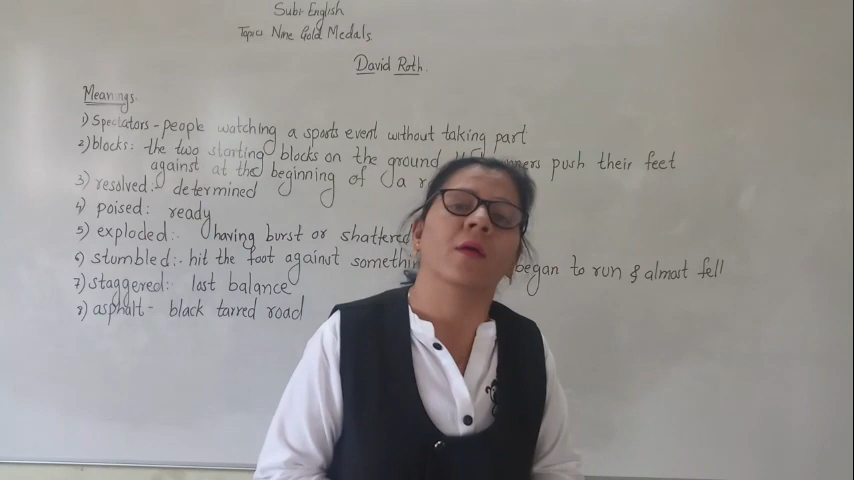 Sub:- English
Topic: Nine Gold Medals.
David Roth.
Meanings.
1) Spectators - people watching a sports event without taking part
2) blocks: the two starting blocks on the ground push their feet
against at the beginning of a
3) resolved:- determined
4) poised: ready
5) exploded:- having burst or shattered
6) stumbled:- hit the foot against began to run & almost fell
7) staggered: lost balance
8) asphalt - black tarred road